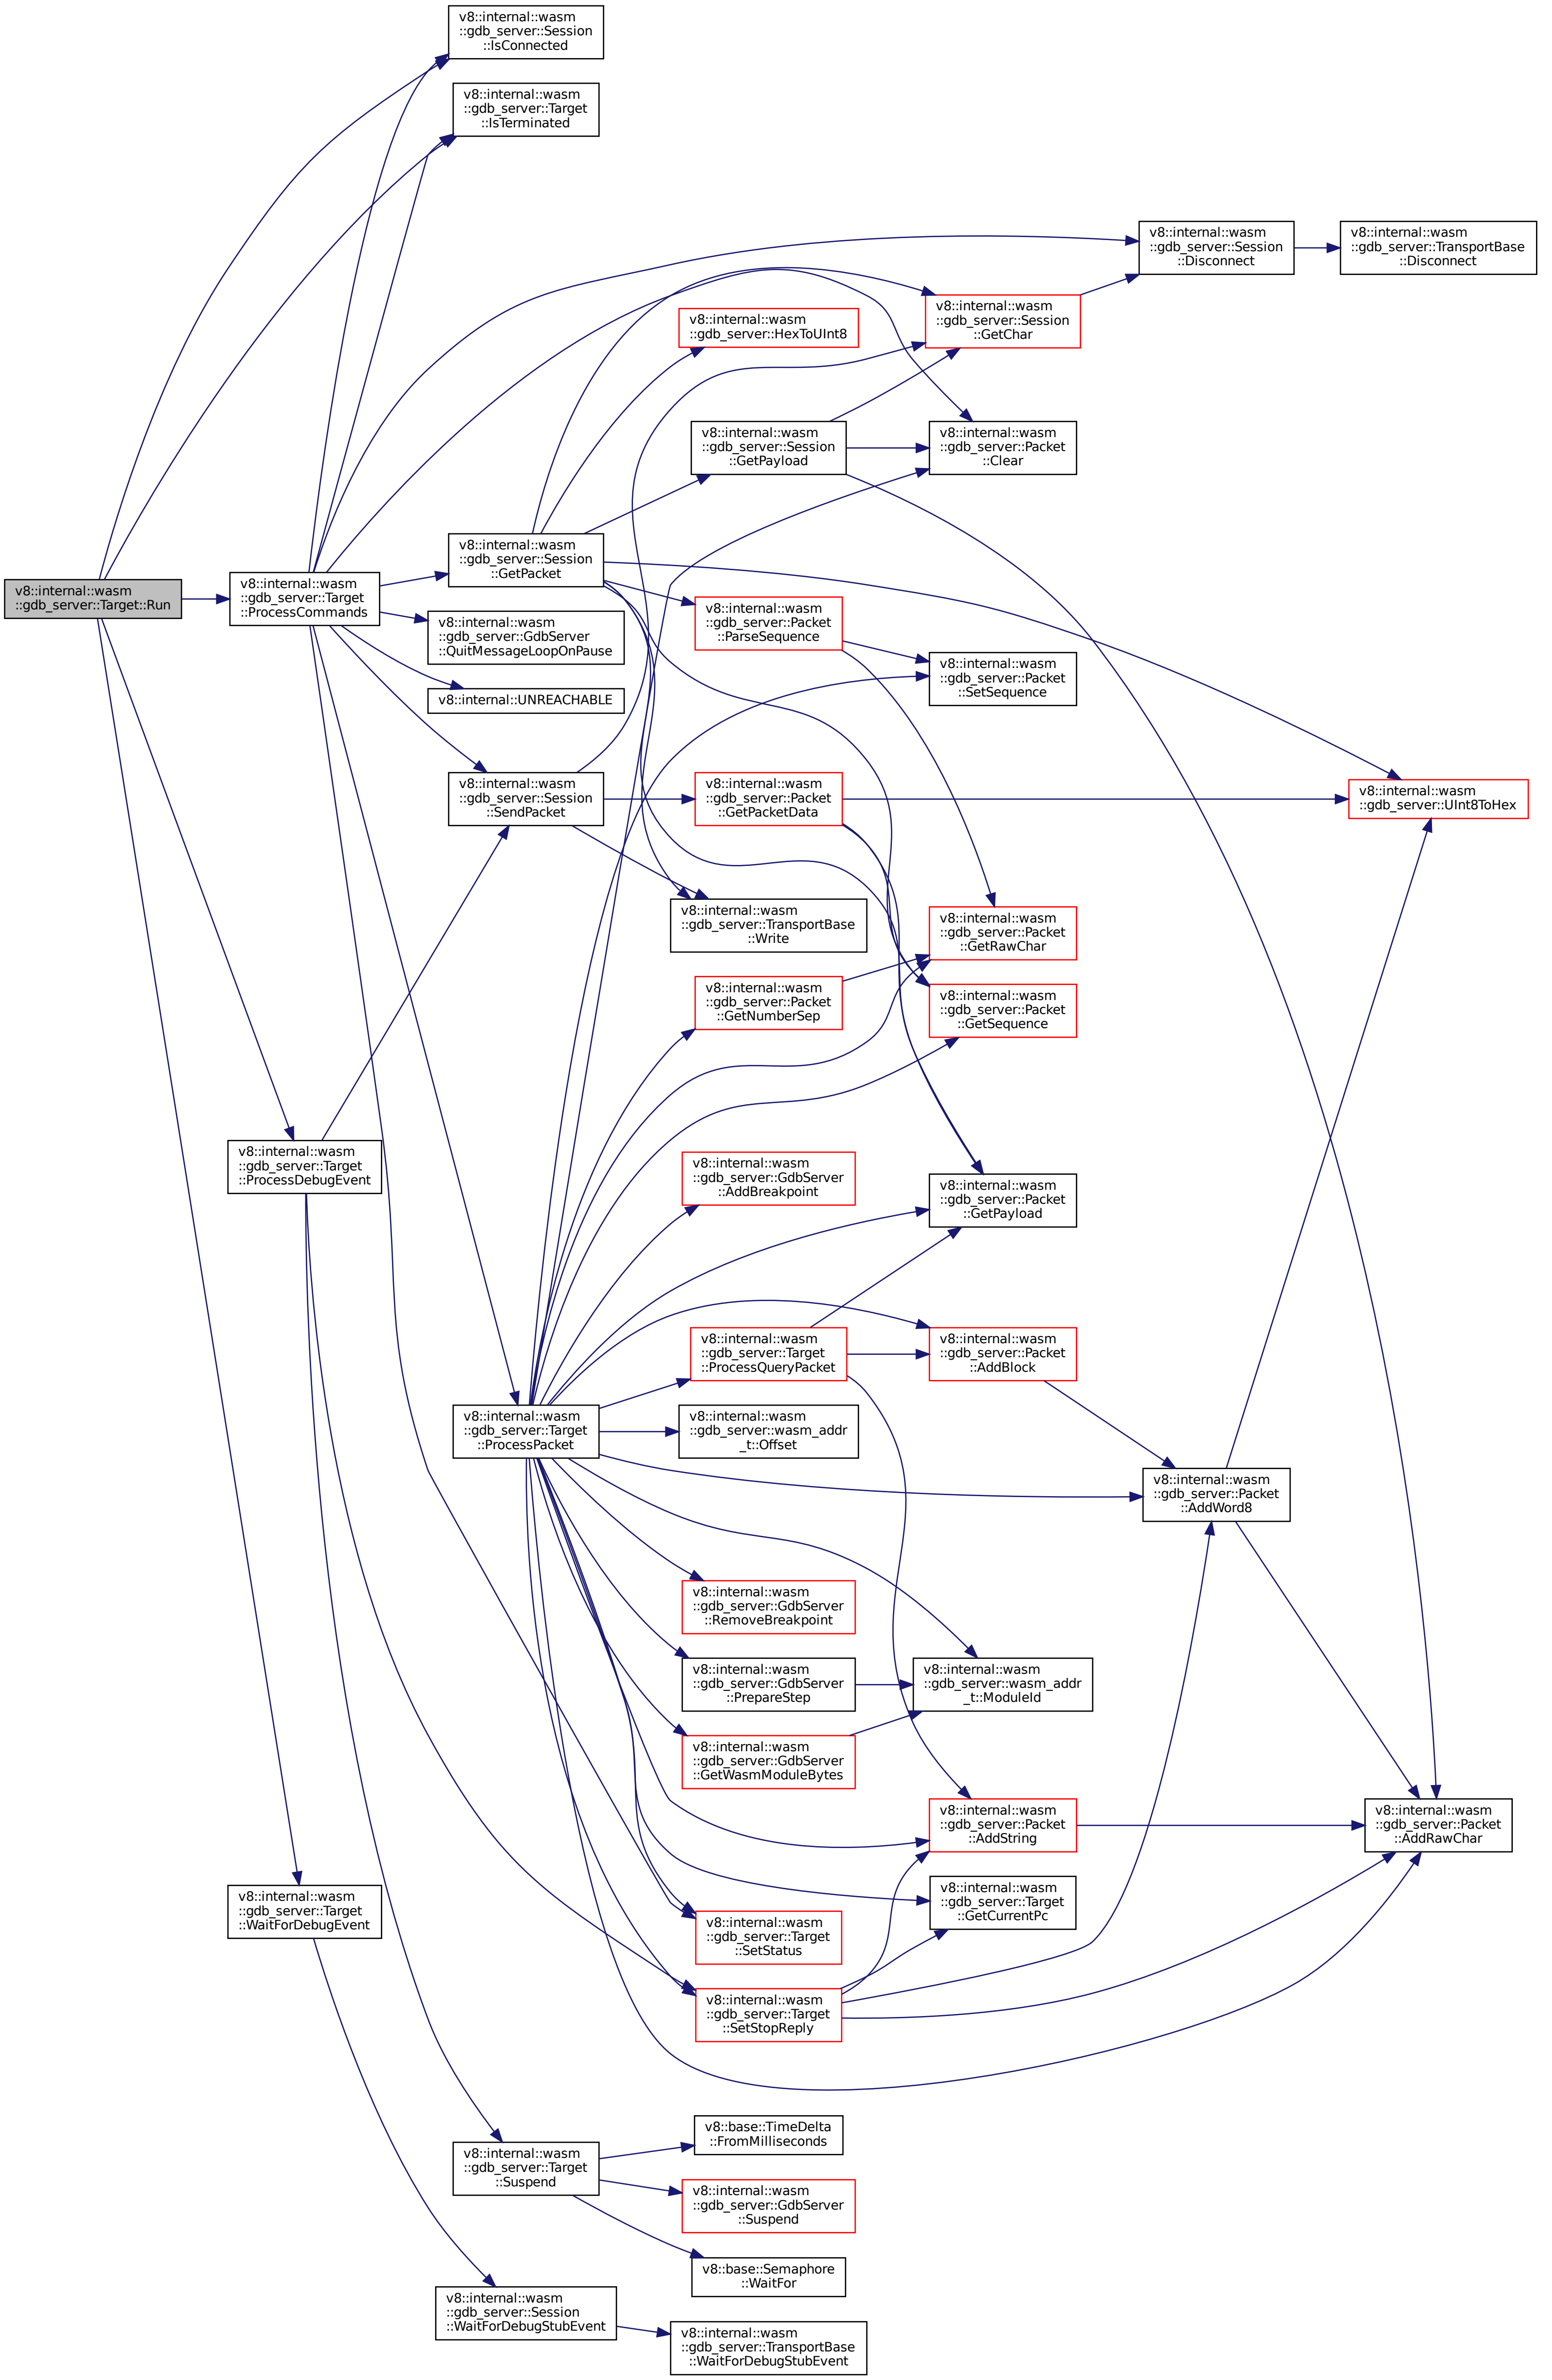 v8::internal::wasm
::gdb_server::Session
::IsConnected
v8::internal::wasm
::gdb_server::Target
::IsTerminated
v8::internal::wasm
::gdb_server::Session
::Disconnect
v8::internal::wasm
::gdb_server::TransportBase
::Disconnect
v8::internal::wasm
::gdb_server::Session
::GetChar
v8::internal::wasm
::gdb_server::HexToUInt8
v8::internal::wasm
::gdb_server::Session
::GetPayload
v8::internal::wasm
::gdb_server::Packet
::Clear
v8::internal::wasm
::gdb_server::Session
::GetPacket
v8::internal::wasm
::gdb_server::Target::Run
v8::internal::wasm
::gdb_server::Target
::ProcessCommands
v8::internal::wasm
::gdb_server::Packet
::ParseSequence
v8::internal::wasm
::gdb_server::GdbServer
::QuitMessageLoopOnPause
v8::internal::wasm
::gdb_server::Packet
::SetSequence
v8::internal::UNREACHABLE
v8::internal::wasm
::gdb_server::Session
::SendPacket
v8::internal::wasm
::gdb_server::Packet
::GetPacketData
v8::internal::wasm
::gdb_server::UInt8ToHex
v8::internal::wasm
::gdb_server::TransportBase
::Write
v8::internal::wasm
::gdb_server::Packet
::GetRawChar
v8::internal::wasm
::gdb_server::Packet
::GetNumberSep
v8::internal::wasm
::gdb_server::Packet
::GetSequence
v8::internal::wasm
::gdb_server::Target
::ProcessDebugEvent
v8::internal::wasm
::gdb_server::GdbServer
::AddBreakpoint
v8::internal::wasm
::gdb_server::Packet
::GetPayload
v8::internal::wasm
::gdb_server::Target
::ProcessQueryPacket
v8::internal::wasm
::gdb_server::Packet
::AddBlock
v8::internal::wasm
::gdb_server::Target
::ProcessPacket
v8::internal::wasm
::gdb_server::wasm_addr
_t::Offset
v8::internal::wasm
::gdb_server::Packet
::AddWord8
v8::internal::wasm
::gdb_server::GdbServer
::RemoveBreakpoint
v8::internal::wasm
::gdb_server::GdbServer
::PrepareStep
v8::internal::wasm
::gdb_server::wasm_addr
_t::ModuleId
v8::internal::wasm
::gdb_server::GdbServer
::GetWasmModuleBytes
v8::internal::wasm
::gdb_server::Packet
::AddString
v8::internal::wasm
::gdb_server::Packet
::AddRawChar
v8::internal::wasm
::gdb_server::Target
::WaitForDebugEvent
v8::internal::wasm
::gdb_server::Target
::GetCurrentPc
v8::internal::wasm
::gdb_server::Target
::SetStatus
v8::internal::wasm
::gdb_server::Target
::SetStopReply
v8::base::TimeDelta
::FromMilliseconds
v8::internal::wasm
::gdb_server::Target
::Suspend
v8::internal::wasm
::gdb_server::GdbServer
::Suspend
v8::base::Semaphore
::WaitFor
v8::internal::wasm
::gdb_server::Session
::WaitForDebugStubEvent
v8::internal::wasm
::gdb_server::TransportBase
::WaitForDebugStubEvent